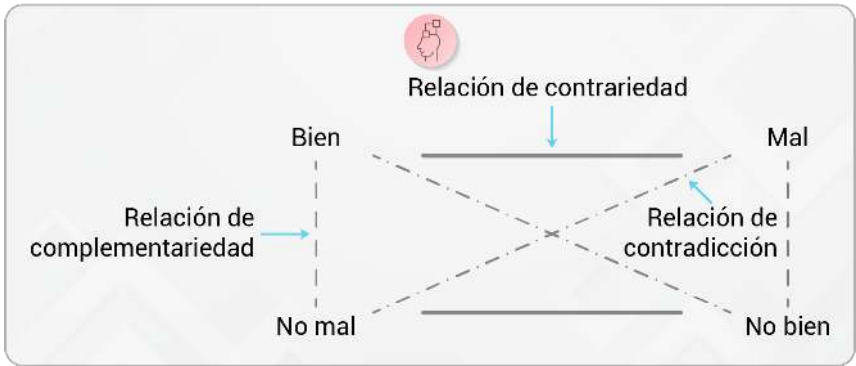 Relación de contrariedad
Bien
Mal
Relación de
complementariedad
Relación de
contradicción
No mal
No bien